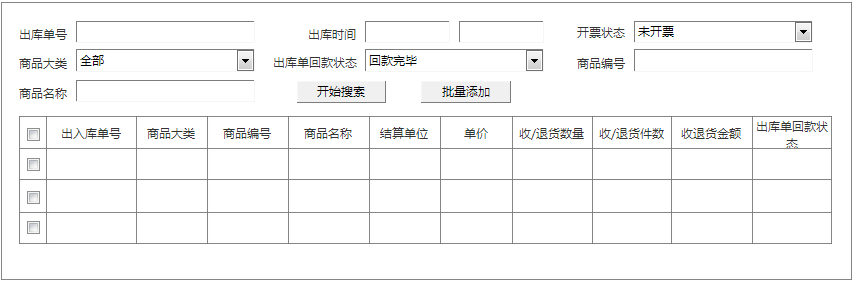 出库单号 出库时间 开票状态 未开票
商品大类 全部 出库单回款状态 回款完毕 商品编号
商品名称 开始搜索 批量添加
出入库单号 商品大类 商品编号 商品名称 结算单位 单价 收/退货数量 收/退货件数 收退货金额 出库单回款状态